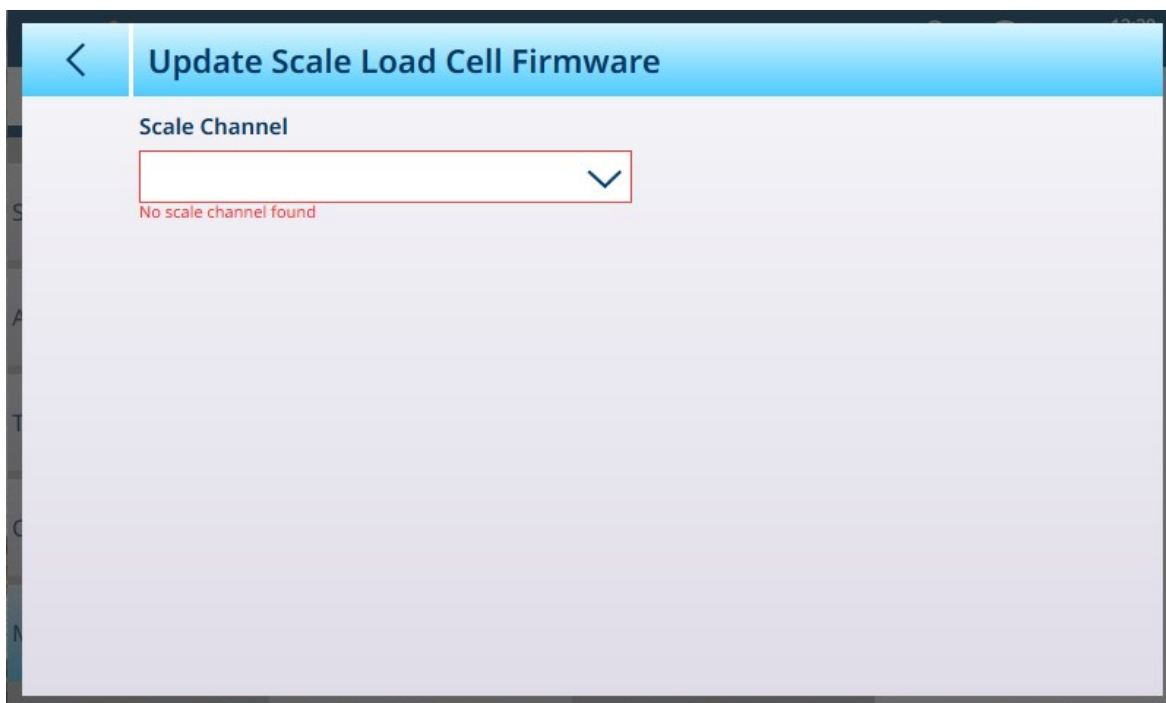 Update Scale Load Cell Firmware
Scale Channel
No scale channel found
S
A
T